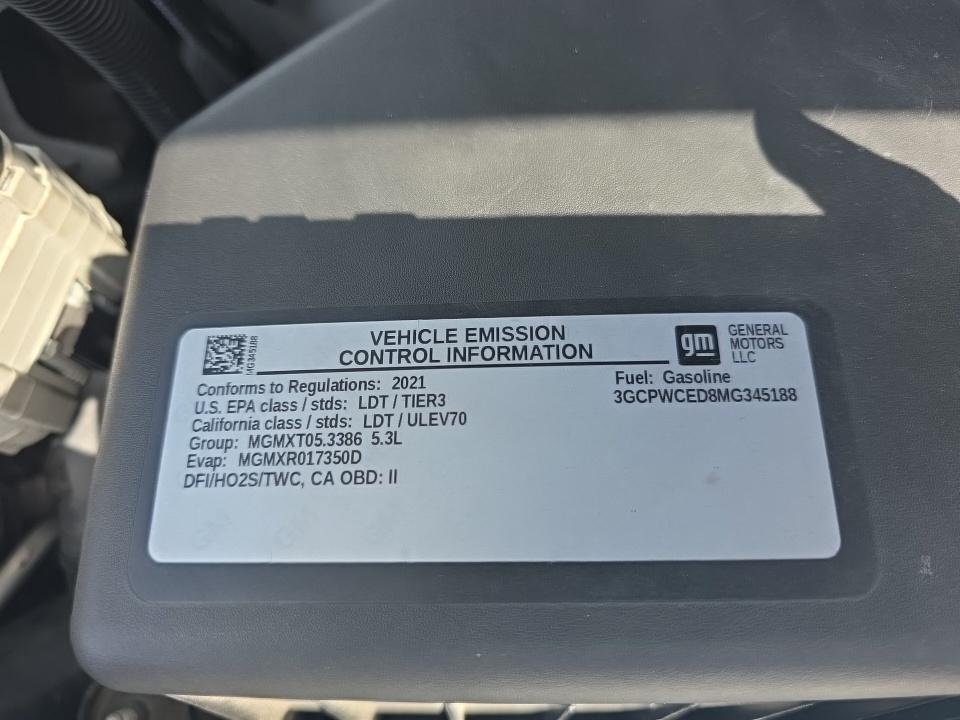 MG345188
VEHICLE EMISSION
CONTROL INFORMATION
gm
GENERAL
MOTORS
LLC
Conforms to Regulations: 2021
U.S. EPA class / stds: LDT / TIER3
California class / stds: LDT / ULEV70
Group: MGMXT05.3386 5.3L
Evap: MGMXR017350D
DFI/HO2S/TWC, CA OBD: II
Fuel: Gasoline
3GCPWCED8MG345188